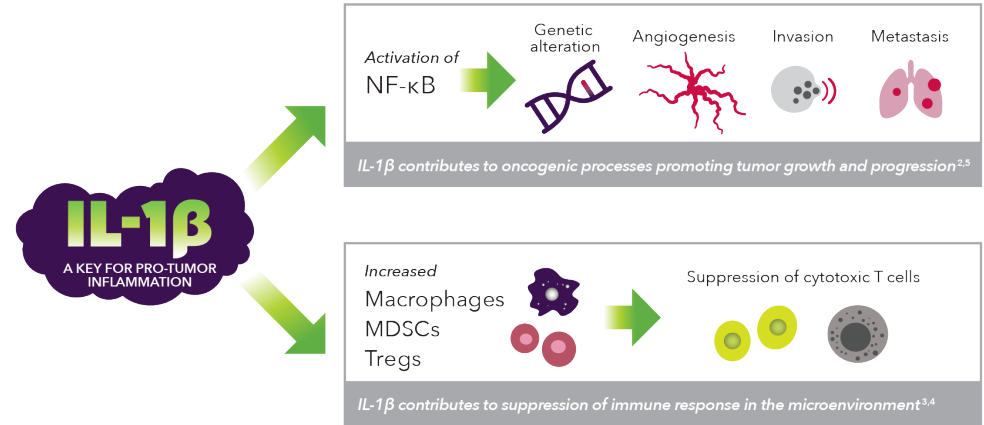 IL-1β
A KEY FOR PRO-TUMOR
INFLAMMATION
Activation of
NF-κB
Genetic
alteration
Angiogenesis
Invasion
Metastasis
IL-1β contributes to oncogenic processes promoting tumor growth and progression²,⁵
Increased
Macrophages
MDSCs
Tregs
Suppression of cytotoxic T cells
IL-1β contributes to suppression of immune response in the microenvironment³,⁴